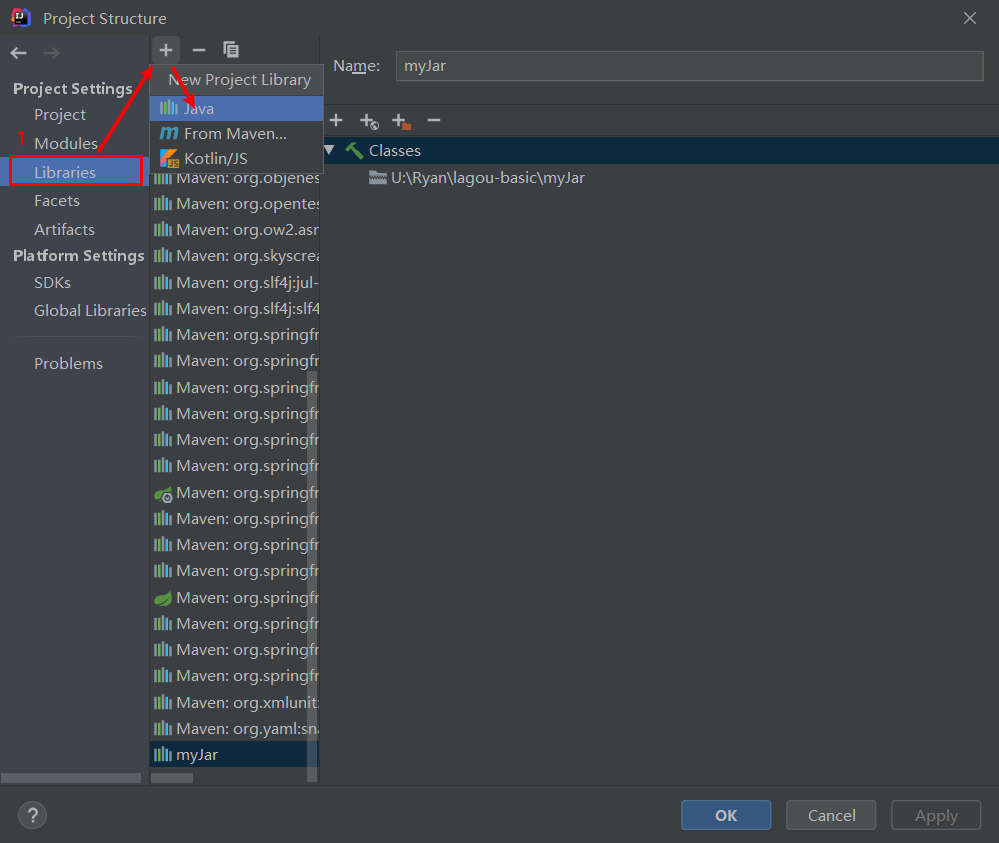 Project Structure
Project Settings
Project
1
Modules
Libraries
Facets
Artifacts
Platform Settings
SDKs
Global Libraries
Problems
New Project Library
Java
From Maven...
Kotlin/JS
Maven: org.objenes
Maven: org.opentes
Maven: org.ow2.asm
Maven: org.skyscrea
Maven: org.slf4j:jul-
Maven: org.slf4j:slf4
Maven: org.springfr
Maven: org.springfr
Maven: org.springfr
Maven: org.springfr
Maven: org.springfr
Maven: org.springfr
Maven: org.springfr
Maven: org.springfr
Maven: org.springfr
Maven: org.springfr
Maven: org.springfr
Maven: org.springfr
Maven: org.springfr
Maven: org.springfr
Maven: org.xmlunit:
Maven: org.yaml:sna
myJar
Name: myJar
Classes
U:\Ryan\lagou-basic\myJar
? OK Cancel Apply